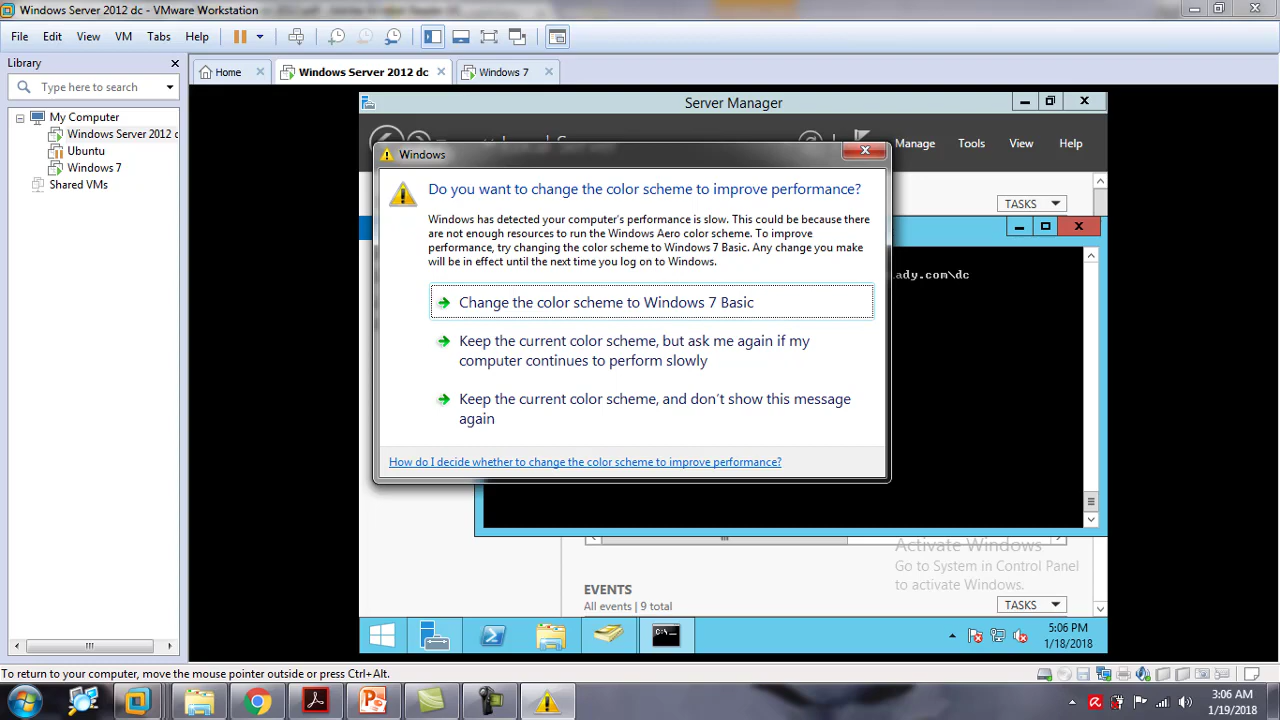 Windows Server 2012 dc - VMware Workstation
File Edit View VM Tabs Help
Library
Type here to search
My Computer
Windows Server 2012 d
Ubuntu
Windows 7
Shared VMs
Home
Windows Server 2012 dc
Windows 7
Server Manager
Manage Tools View Help
TASKS
ady.com\dc
Windows
Do you want to change the color scheme to improve performance?
Windows has detected your computer's performance is slow. This could be because there
are not enough resources to run the Windows Aero color scheme. To improve
performance, try changing the color scheme to Windows 7 Basic. Any change you make
will be in effect until the next time you log on to Windows.
Change the color scheme to Windows 7 Basic
Keep the current color scheme, but ask me again if my
computer continues to perform slowly
Keep the current color scheme, and don't show this message
again
How do I decide whether to change the color scheme to improve performance?
Activate Windows
Go to System in Control Panel
to activate Windows.
EVENTS
All events | 9 total
TASKS
5:06 PM
1/18/2018
To return to your computer, move the mouse pointer outside or press Ctrl+Alt.
3:06 AM
1/19/2018